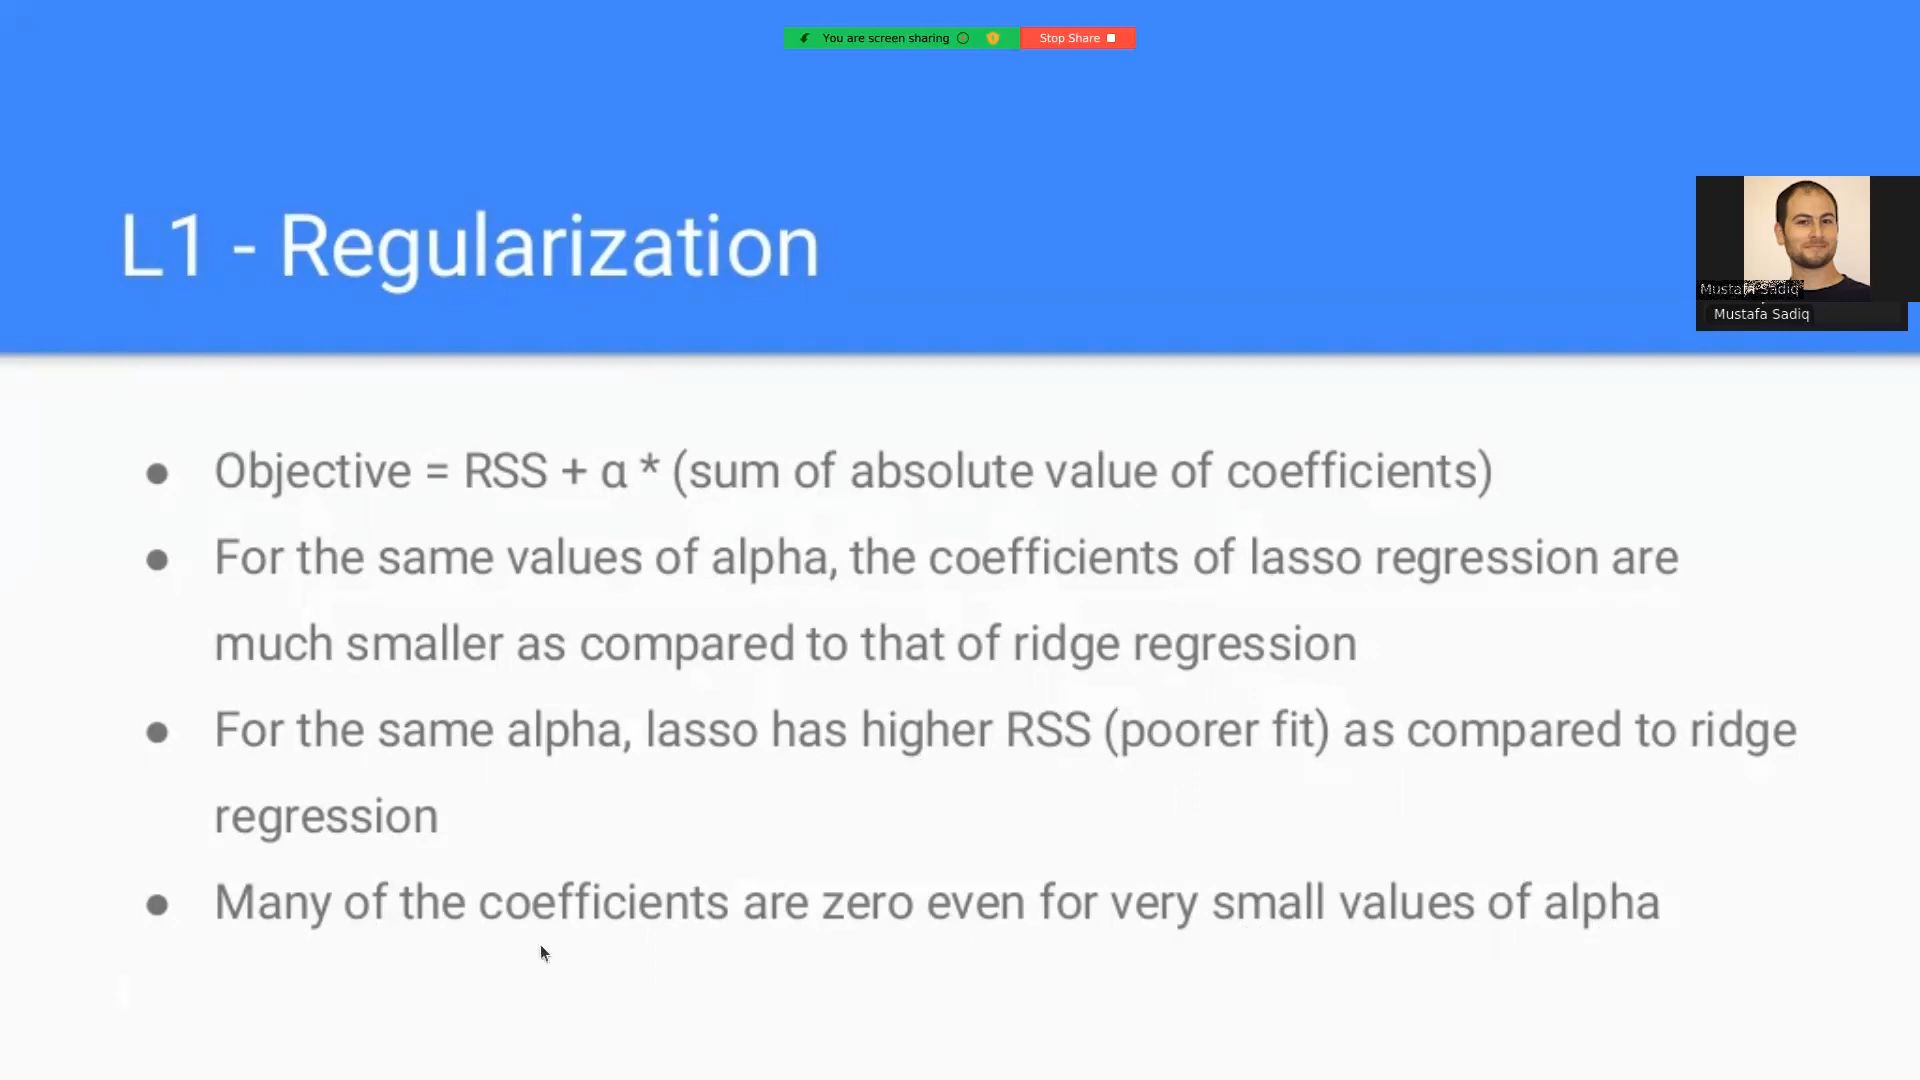 You are screen sharing
Stop Share
L1 - Regularization
Mustafa Sadiq
Mustafa Sadiq
● Objective = RSS + α * (sum of absolute value of coefficients)
● For the same values of alpha, the coefficients of lasso regression are
much smaller as compared to that of ridge regression
● For the same alpha, lasso has higher RSS (poorer fit) as compared to ridge
regression
● Many of the coefficients are zero even for very small values of alpha